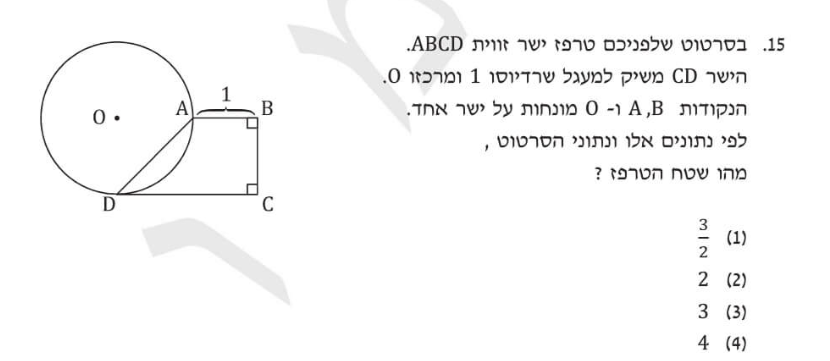 15. בסרטוט שלפניכם טרפז ישר זווית ABCD.
הישר CD משיק למעגל שרדיוסו 1 ומרכזו O.
הנקודות A ,B ו- O מונחות על ישר אחד.
לפי נתונים אלו ונתוני הסרטוט ,
מהו שטח הטרפז ?
(1) 3/2
(2) 2
(3) 3
(4) 4
1
O A B
D C